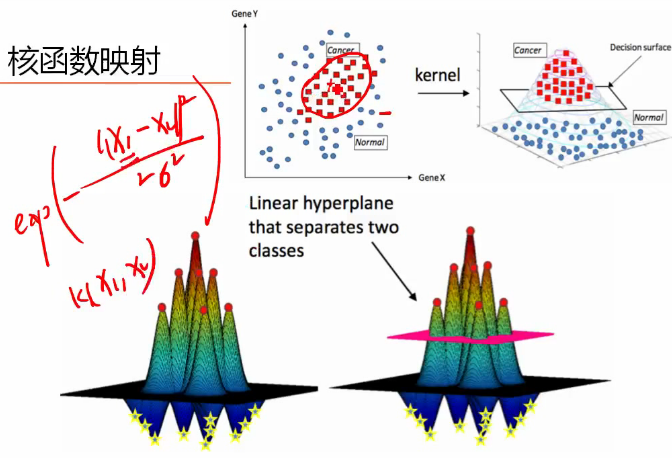 核函数映射
Gene Y
Cancer
Normal
Gene X
kernel
Cancer
Decision surface
Normal
exp(-||x₁-x₂||²/2σ²)
K(x₁,x₂)
Linear hyperplane
that separates two
classes